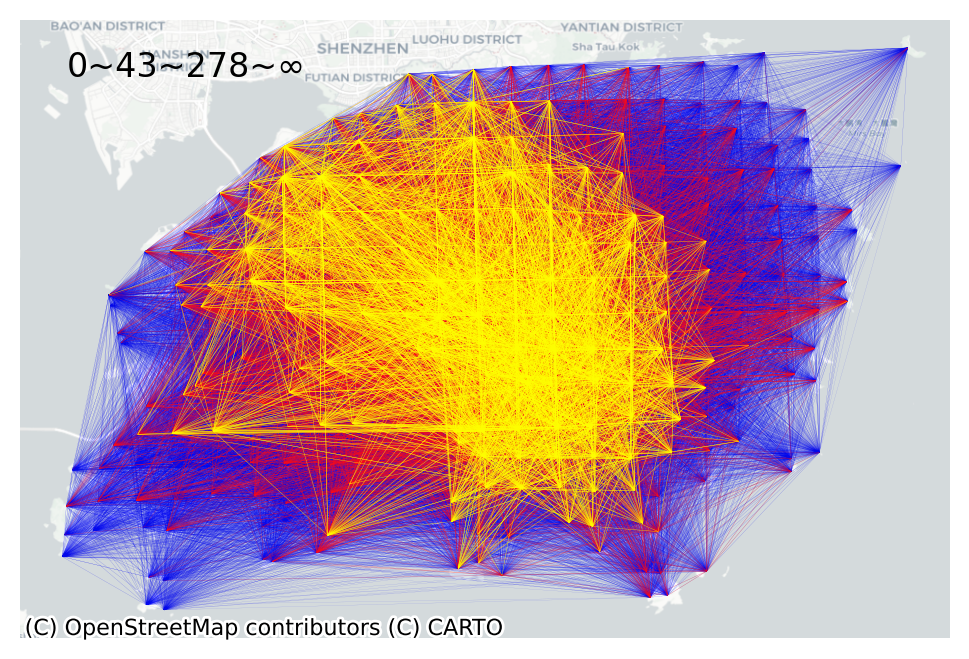 BAO'AN DISTRICT
YANTIAN DISTRICT
LUOHU DISTRICT
SHENZHEN
Sha Tau Kok
NANSHAN
0~43~278~∞
FUTIAN DISTRICT
(C) OpenStreetMap contributors (C) CARTO